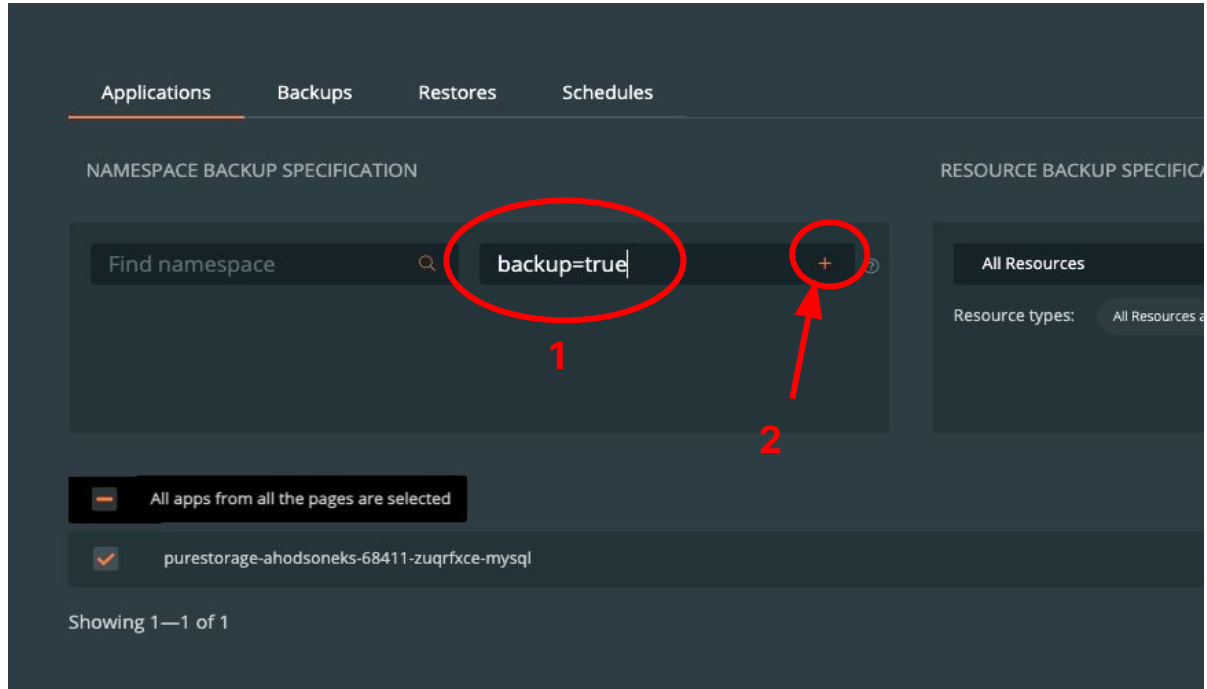 Applications Backups Restores Schedules
NAMESPACE BACKUP SPECIFICATION
RESOURCE BACKUP SPECIFICA
Find namespace
backup=true
+
?
All Resources
Resource types: All Resources a
1
2
All apps from all the pages are selected
purestorage-ahodsoneks-68411-zuqrfxce-mysql
Showing 1—1 of 1